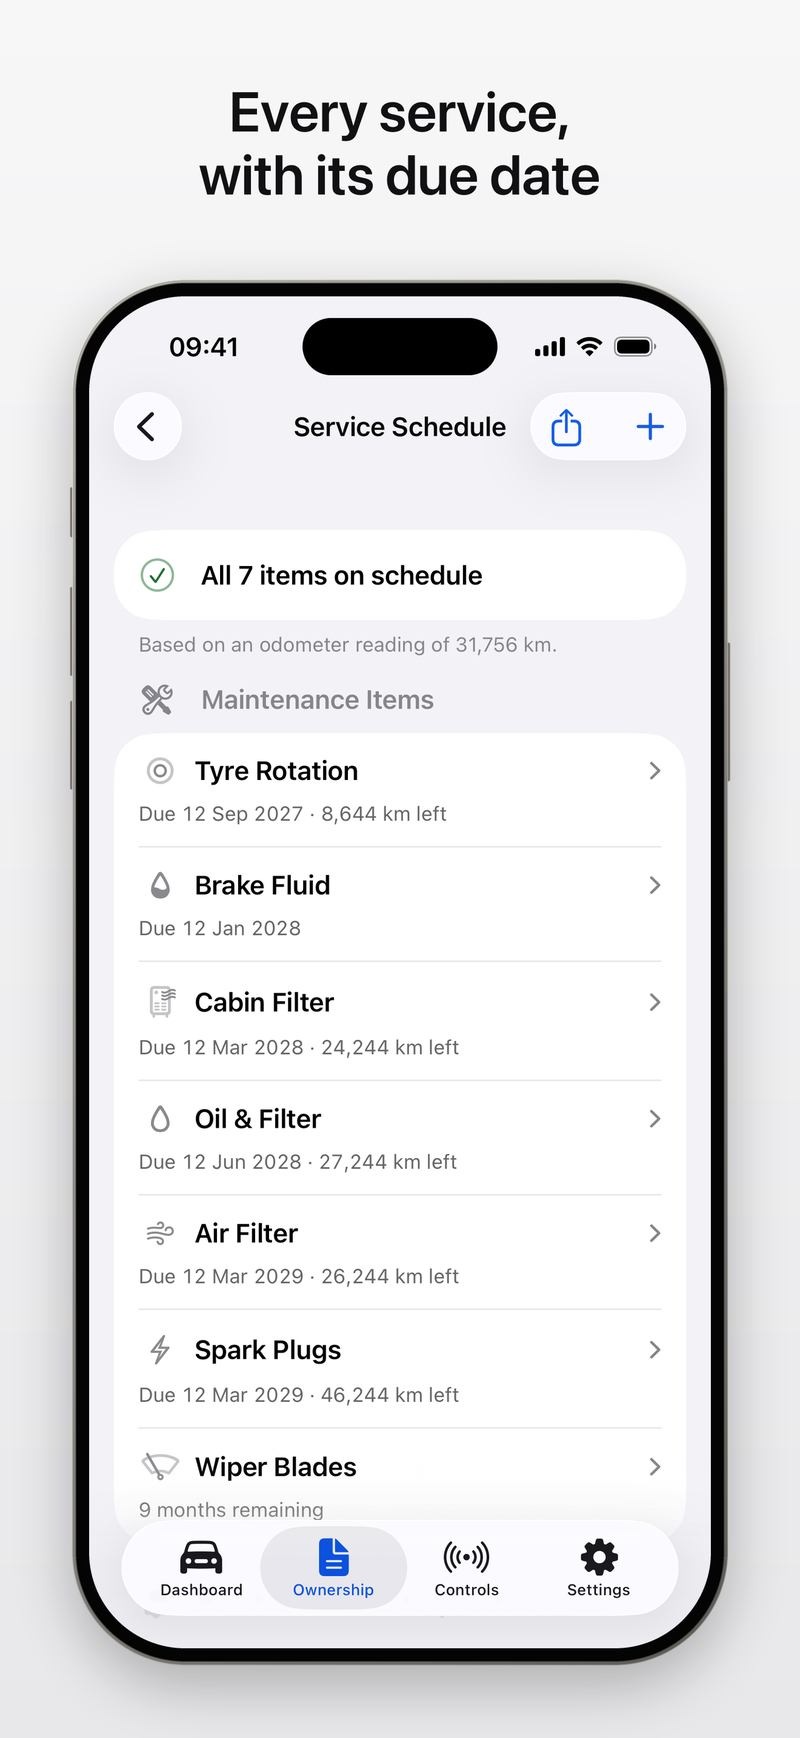 Every service,
with its due date
09:41
Service Schedule
All 7 items on schedule
Based on an odometer reading of 31,756 km.
Maintenance Items
Tyre Rotation
Due 12 Sep 2027 · 8,644 km left
Brake Fluid
Due 12 Jan 2028
Cabin Filter
Due 12 Mar 2028 · 24,244 km left
Oil & Filter
Due 12 Jun 2028 · 27,244 km left
Air Filter
Due 12 Mar 2029 · 26,244 km left
Spark Plugs
Due 12 Mar 2029 · 46,244 km left
Wiper Blades
9 months remaining
Dashboard
Ownership
Controls
Settings